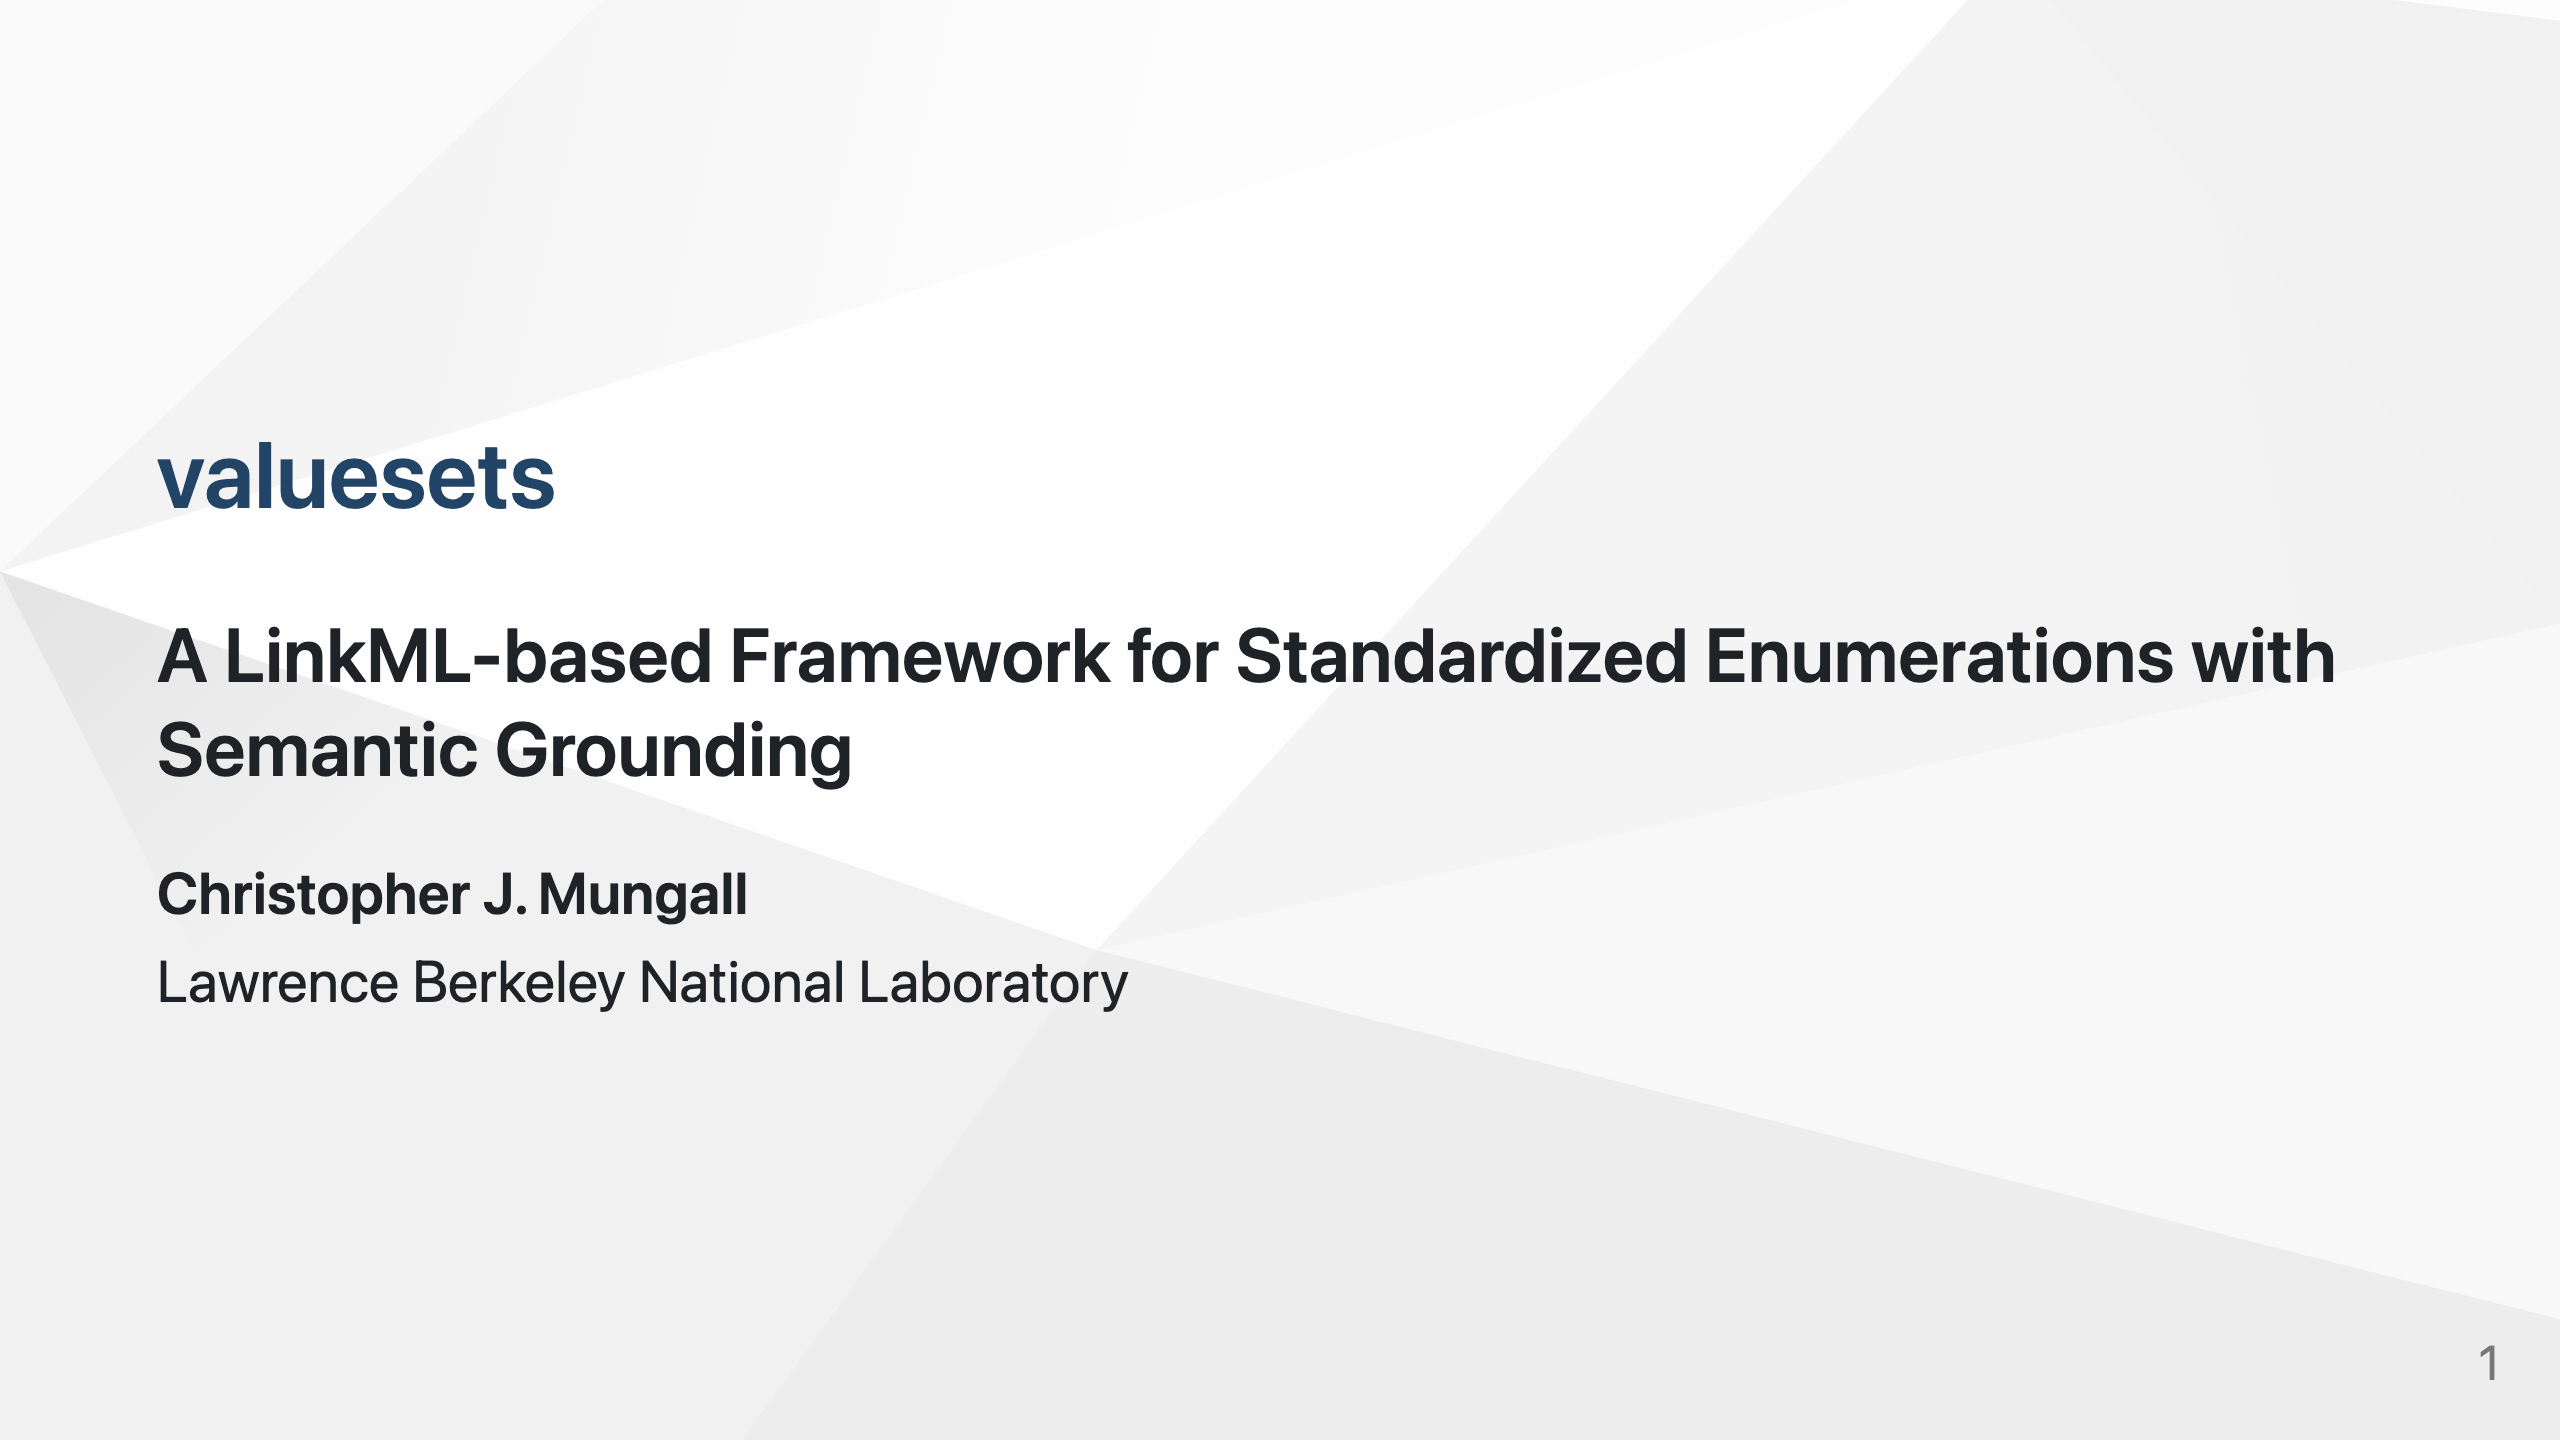 valuesets
A LinkML-based Framework for Standardized Enumerations with
Semantic Grounding
Christopher J. Mungall
Lawrence Berkeley National Laboratory
1